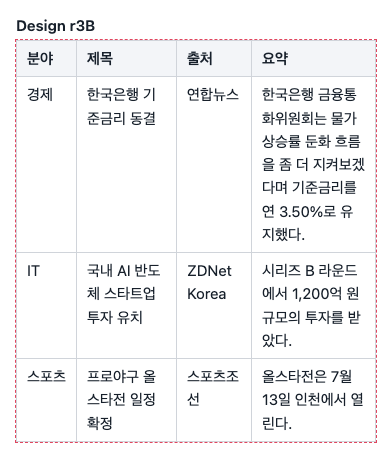 Design r3B
분야 제목 출처 요약
경제 한국은행 기 연합뉴스 한국은행 금융통
준금리 동결 화위원회는 물가
상승률 둔화 흐름
을 좀 더 지켜보겠
다며 기준금리를
연 3.50%로 유
지했다.
IT 국내 AI 반도 ZDNet 시리즈 B 라운드
체 스타트업 Korea 에서 1,200억 원
투자 유치 규모의 투자를 받
았다.
스포츠 프로야구 올 스포츠조 올스타전은 7월
스타전 일정 선 13일 인천에서 열
확정 린다.